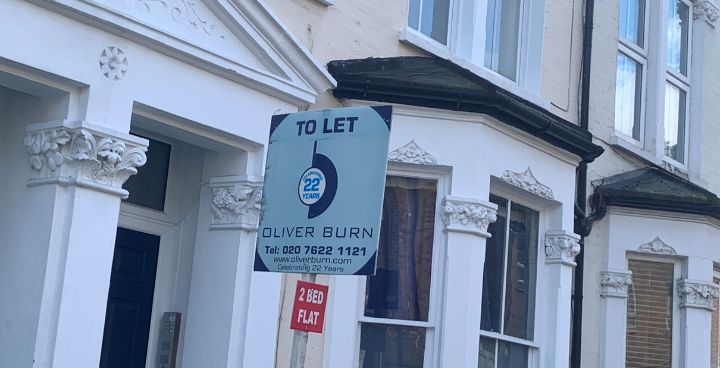 TO LET
22
YEARS
OLIVER BURN
Tel: 020 7622 1121
www.oliverburn.com
Celebrating 22 Years
2 BED
FLAT